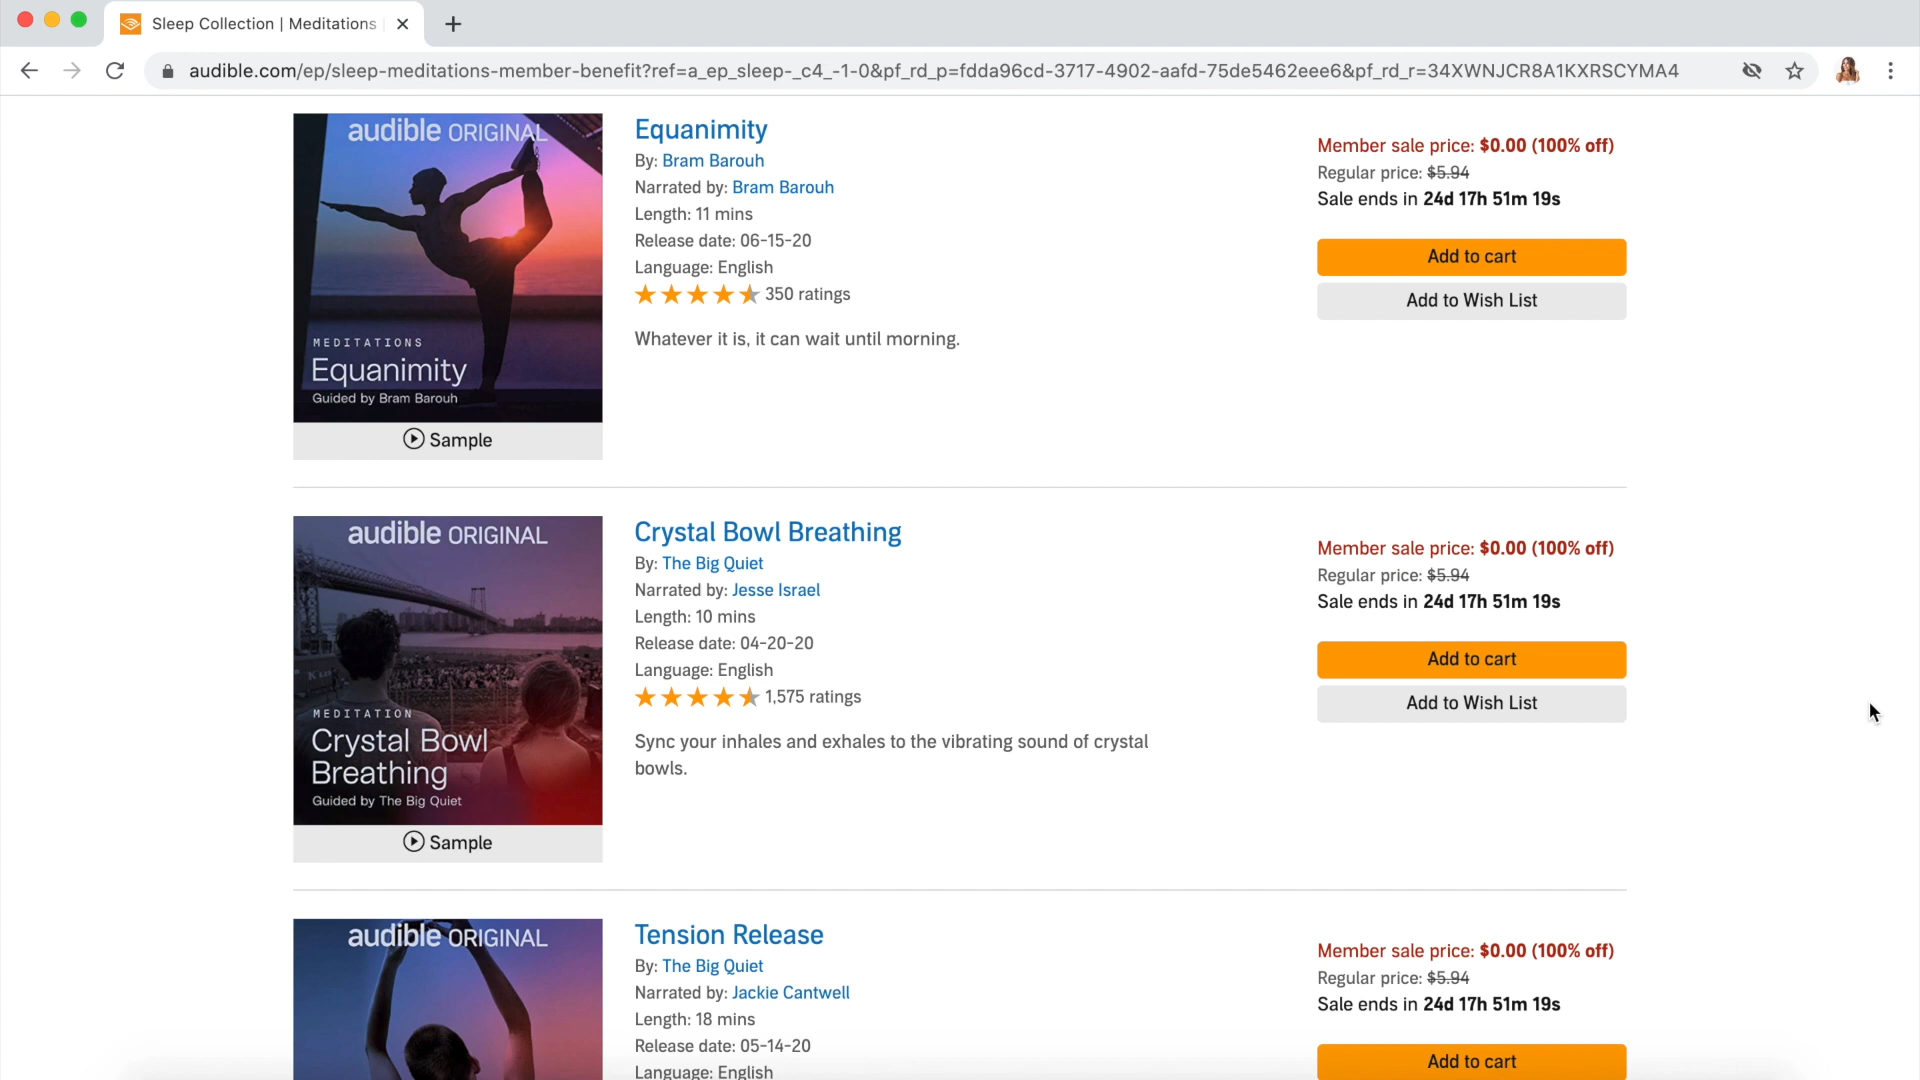 Sleep Collection | Meditations
audible.com/ep/sleep-meditations-member-benefit?ref=a_ep_sleep-_c4_-1-0&pf_rd_p=fdda96cd-3717-4902-aafd-75de5462eee6&pf_rd_r=34XWNJCR8A1KXRSCYMA4
audible ORIGINAL
MEDITATIONS
Equanimity
Guided by Bram Barouh
Sample
Equanimity
By: Bram Barouh
Narrated by: Bram Barouh
Length: 11 mins
Release date: 06-15-20
Language: English
350 ratings
Whatever it is, it can wait until morning.
Member sale price: $0.00 (100% off)
Regular price: $5.94
Sale ends in 24d 17h 51m 19s
Add to cart
Add to Wish List
audible ORIGINAL
MEDITATION
Crystal Bowl
Breathing
Guided by The Big Quiet
Sample
Crystal Bowl Breathing
By: The Big Quiet
Narrated by: Jesse Israel
Length: 10 mins
Release date: 04-20-20
Language: English
1,575 ratings
Sync your inhales and exhales to the vibrating sound of crystal
bowls.
Member sale price: $0.00 (100% off)
Regular price: $5.94
Sale ends in 24d 17h 51m 19s
Add to cart
Add to Wish List
audible ORIGINAL
Tension Release
By: The Big Quiet
Narrated by: Jackie Cantwell
Length: 18 mins
Release date: 05-14-20
Language: English
Member sale price: $0.00 (100% off)
Regular price: $5.94
Sale ends in 24d 17h 51m 19s
Add to cart